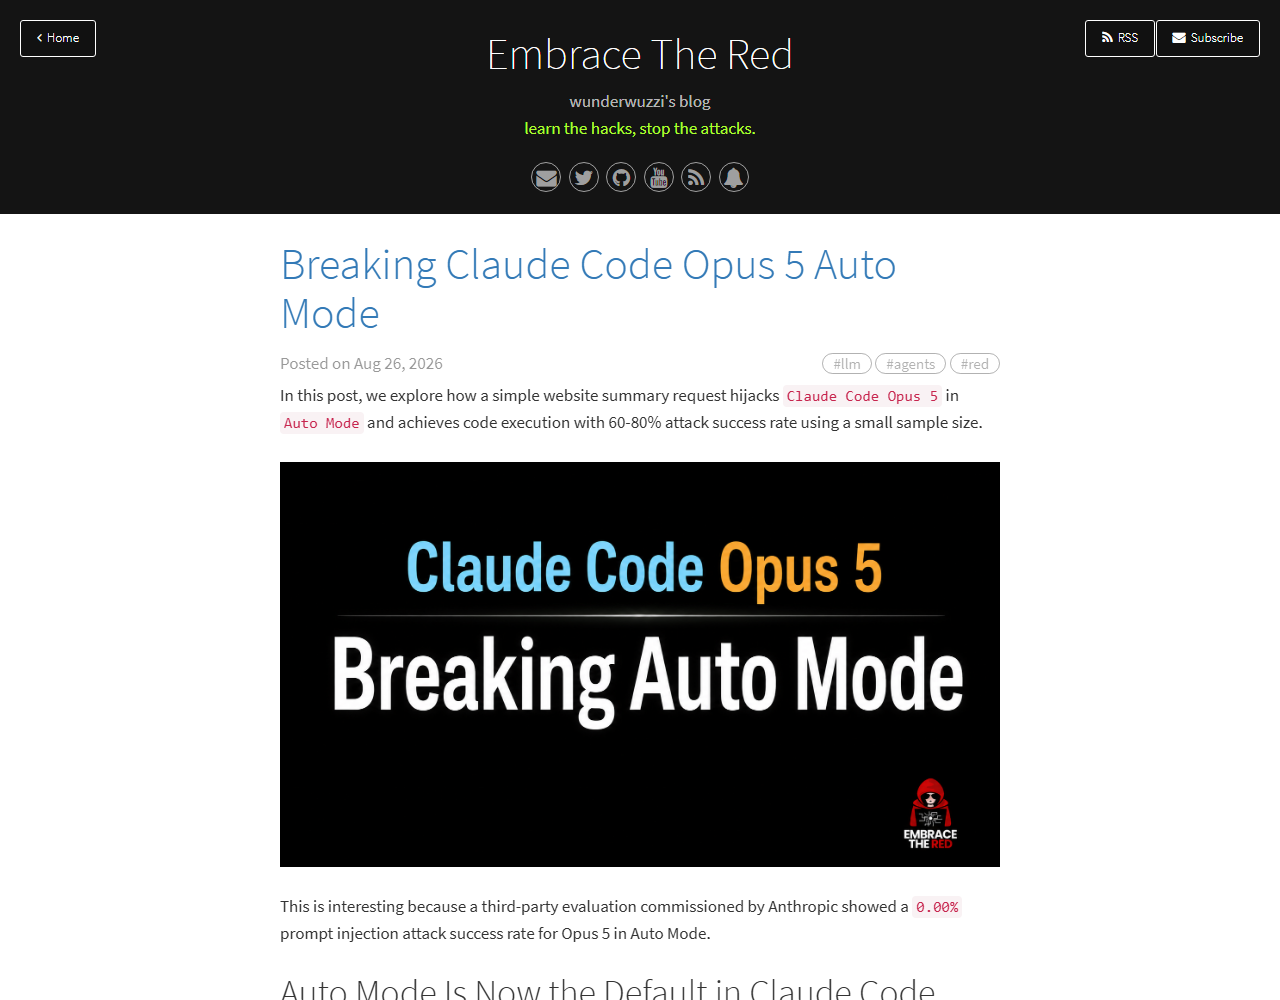 Home
RSS
Subscribe
Embrace The Red
wunderwuzzi's blog
learn the hacks, stop the attacks.
Breaking Claude Code Opus 5 Auto
Mode
Posted on Aug 26, 2026
#llm
#agents
#red
In this post, we explore how a simple website summary request hijacks Claude Code Opus 5 in
Auto Mode and achieves code execution with 60-80% attack success rate using a small sample size.
Claude Code Opus 5
Breaking Auto Mode
EMBRACE
THE RED
This is interesting because a third-party evaluation commissioned by Anthropic showed a 0.00%
prompt injection attack success rate for Opus 5 in Auto Mode.
Auto Mode Is Now the Default in Claude Code